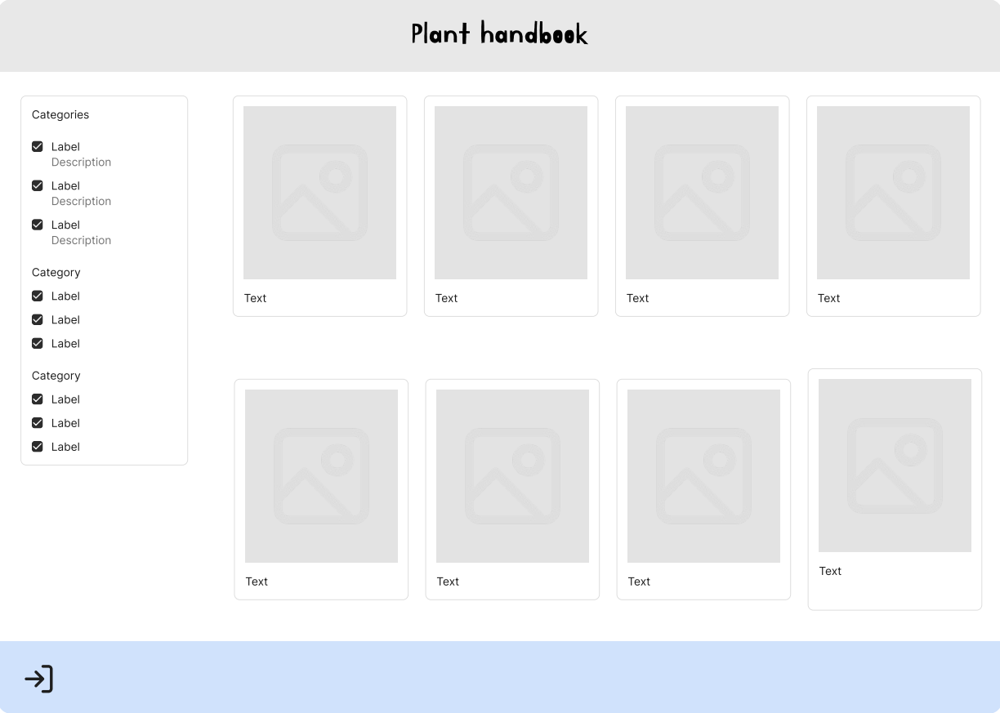 Plant handbook
Categories
Label
Description
Label
Description
Label
Description
Category
Label
Label
Label
Category
Label
Label
Label
Text
Text
Text
Text
Text
Text
Text
Text